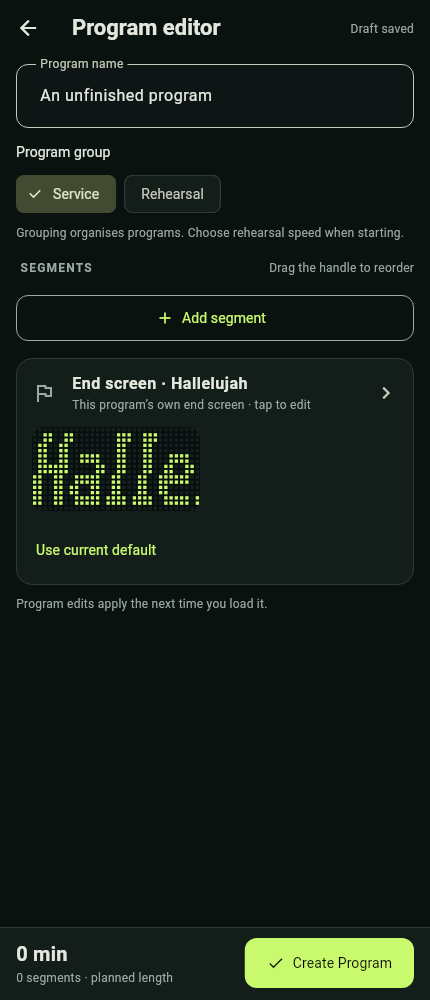 Program editor
Draft saved
Program name
An unfinished program
Program group
Service
Rehearsal
Grouping organises programs. Choose rehearsal speed when starting.
SEGMENTS
Drag the handle to reorder
Add segment
End screen · Hallelujah
This program’s own end screen · tap to edit
Halle
Use current default
Program edits apply the next time you load it.
0 min
0 segments · planned length
Create Program